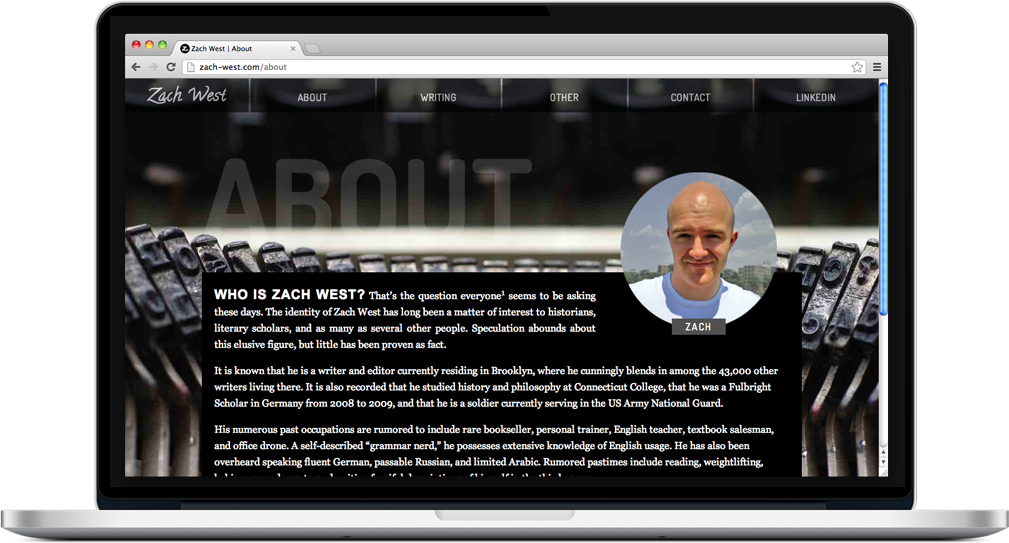 Zach West | About
zach-west.com/about
Zach West
ABOUT
WRITING
OTHER
CONTACT
LINKEDIN
ABOUT
ZACH
WHO IS ZACH WEST? That's the question everyone¹ seems to be asking
these days. The identity of Zach West has long been a matter of interest to historians,
literary scholars, and as many as several other people. Speculation abounds about
this elusive figure, but little has been proven as fact.
It is known that he is a writer and editor currently residing in Brooklyn, where he cunningly blends in among the 43,000 other
writers living there. It is also recorded that he studied history and philosophy at Connecticut College, that he was a Fulbright
Scholar in Germany from 2008 to 2009, and that he is a soldier currently serving in the US Army National Guard.
His numerous past occupations are rumored to include rare bookseller, personal trainer, English teacher, textbook salesman,
and office drone. A self-described “grammar nerd,” he possesses extensive knowledge of English usage. He has also been
overheard speaking fluent German, passable Russian, and limited Arabic. Rumored pastimes include reading, weightlifting,